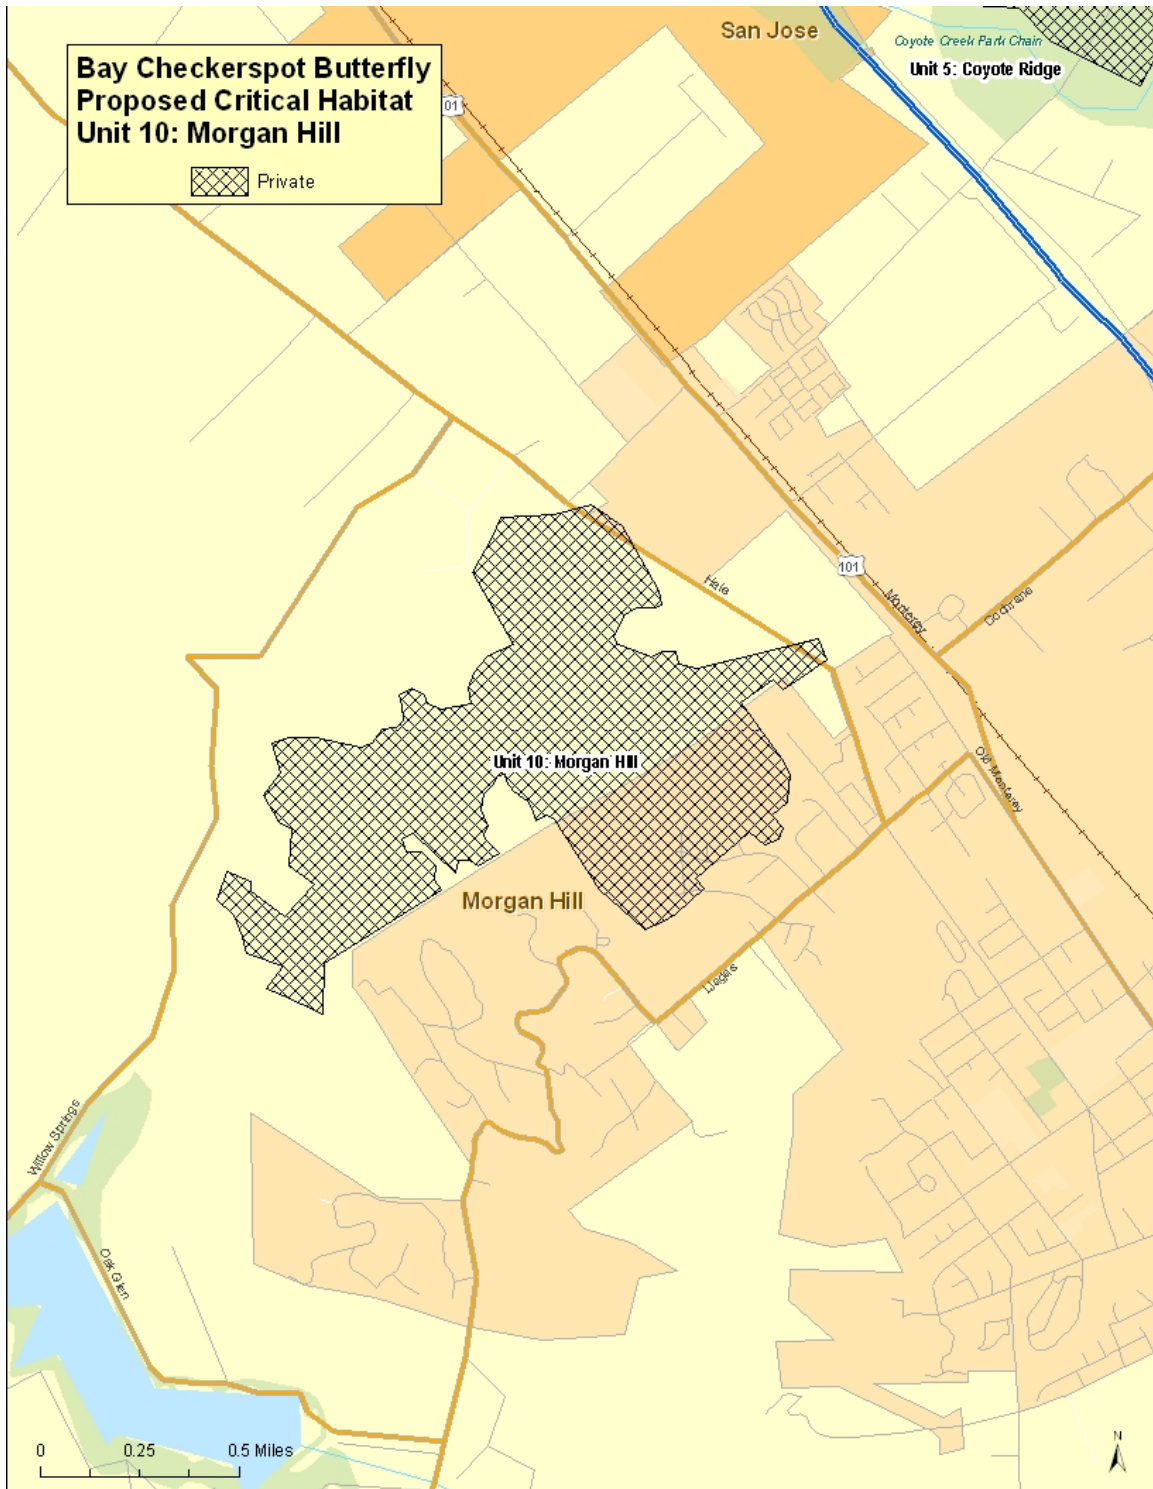 San Jose
Coyote Creek Park Chain
Unit 5: Coyote Ridge
Bay Checkerspot Butterfly
Proposed Critical Habitat
Unit 10: Morgan Hill
Private
01
Hale
101
Monterey
Cochrane
Unit 10: Morgan Hill
Old Monterey
Morgan Hill
Llagas
Willow Springs
Oak Glen
0 0.25 0.5 Miles
N